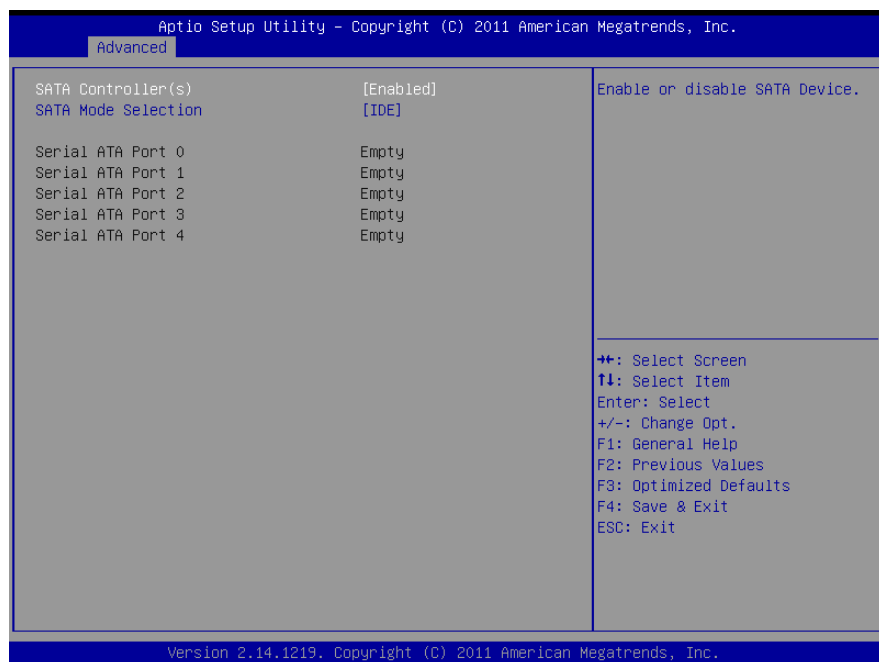 Aptio Setup Utility – Copyright (C) 2011 American Megatrends, Inc.
Advanced
SATA Controller(s) [Enabled]
SATA Mode Selection [IDE]
Serial ATA Port 0 Empty
Serial ATA Port 1 Empty
Serial ATA Port 2 Empty
Serial ATA Port 3 Empty
Serial ATA Port 4 Empty
Enable or disable SATA Device.
→←: Select Screen
↑↓: Select Item
Enter: Select
+/-: Change Opt.
F1: General Help
F2: Previous Values
F3: Optimized Defaults
F4: Save & Exit
ESC: Exit
Version 2.14.1219. Copyright (C) 2011 American Megatrends, Inc.